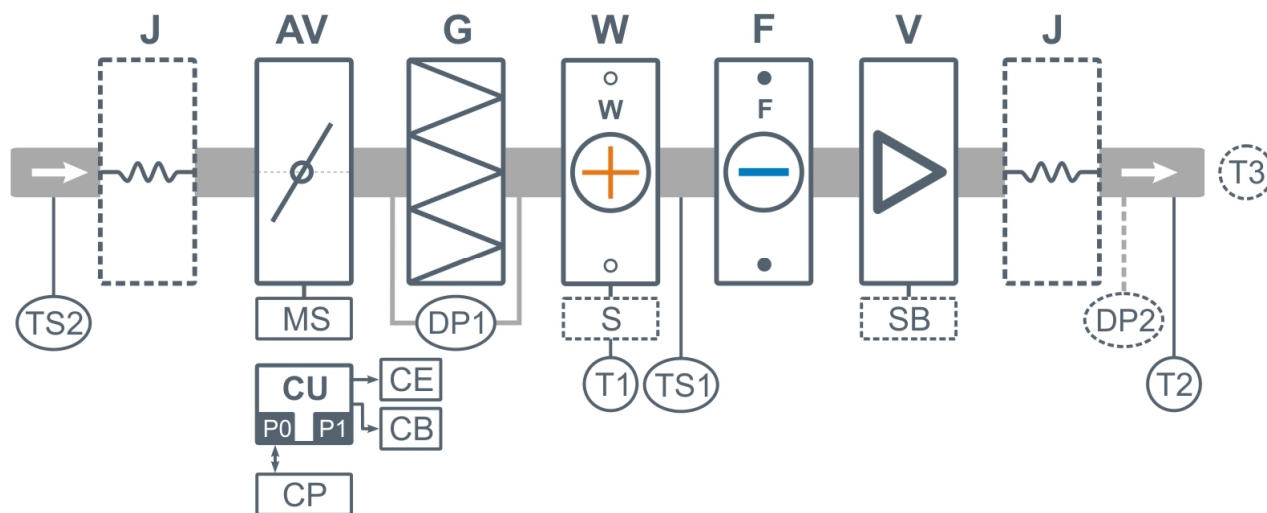 J AV G W F V J
W F
T3
TS2 MS DP1 S SB DP2
T1 TS1 T2
CU CE
P0 P1 CB
CP